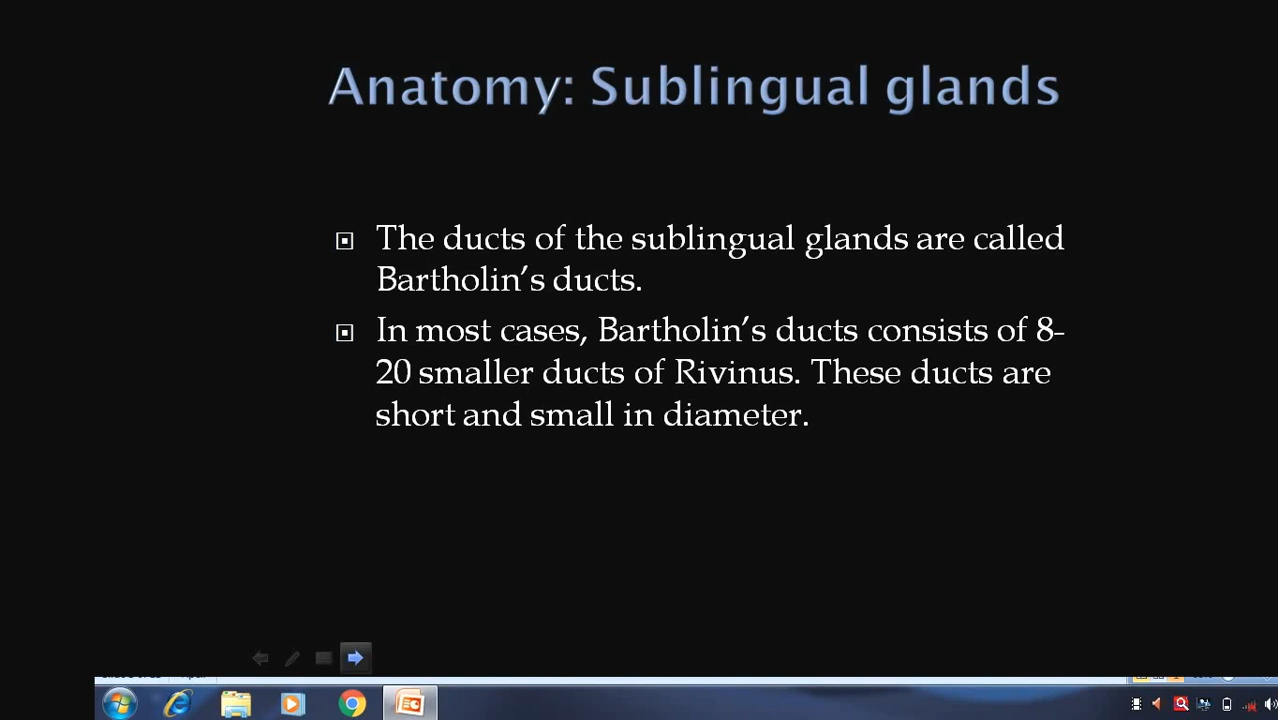 Anatomy: Sublingual glands
The ducts of the sublingual glands are called
Bartholin’s ducts.
In most cases, Bartholin’s ducts consists of 8-
20 smaller ducts of Rivinus. These ducts are
short and small in diameter.